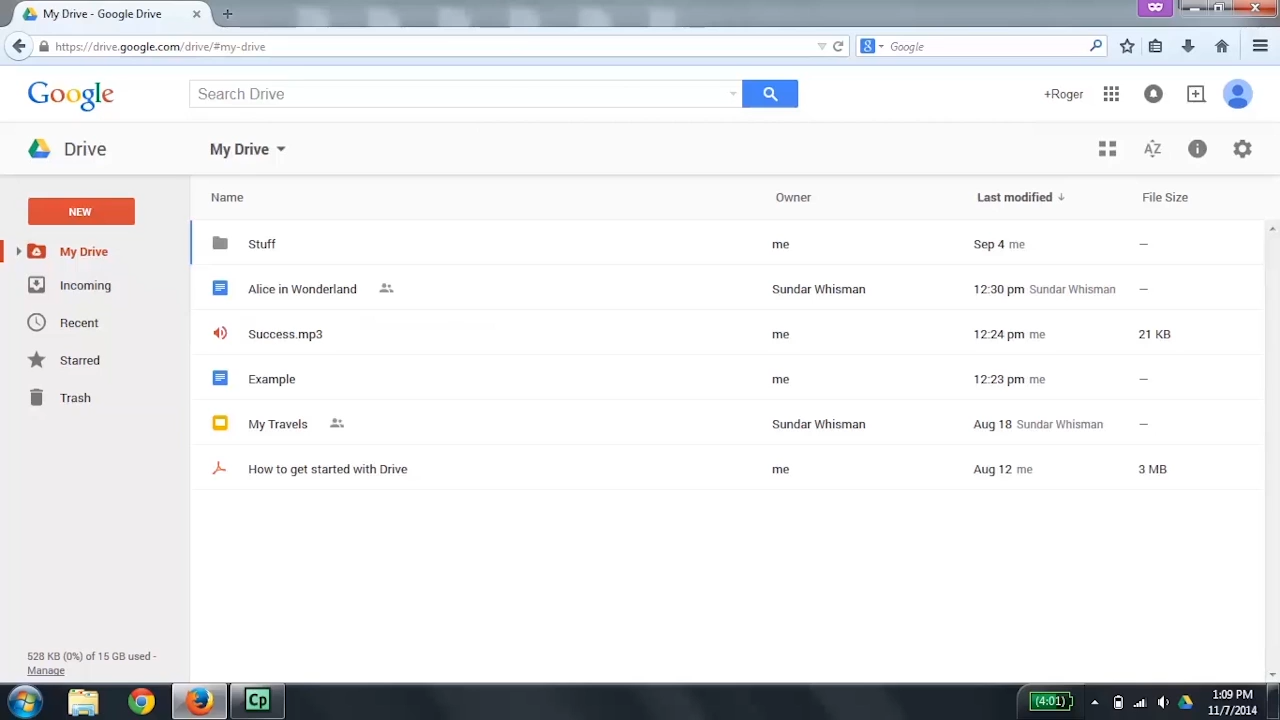 My Drive - Google Drive
https://drive.google.com/drive/#my-drive
8
Google
Google
Search Drive
+Roger
Drive
My Drive
AZ
NEW
My Drive
Incoming
Recent
Starred
Trash
Name Owner Last modified File Size
Stuff me Sep 4 me —
Alice in Wonderland Sundar Whisman 12:30 pm Sundar Whisman —
Success.mp3 me 12:24 pm me 21 KB
Example me 12:23 pm me —
My Travels Sundar Whisman Aug 18 Sundar Whisman —
How to get started with Drive me Aug 12 me 3 MB
528 KB (0%) of 15 GB used -
Manage
Cp
(4:01)
1:09 PM
11/7/2014